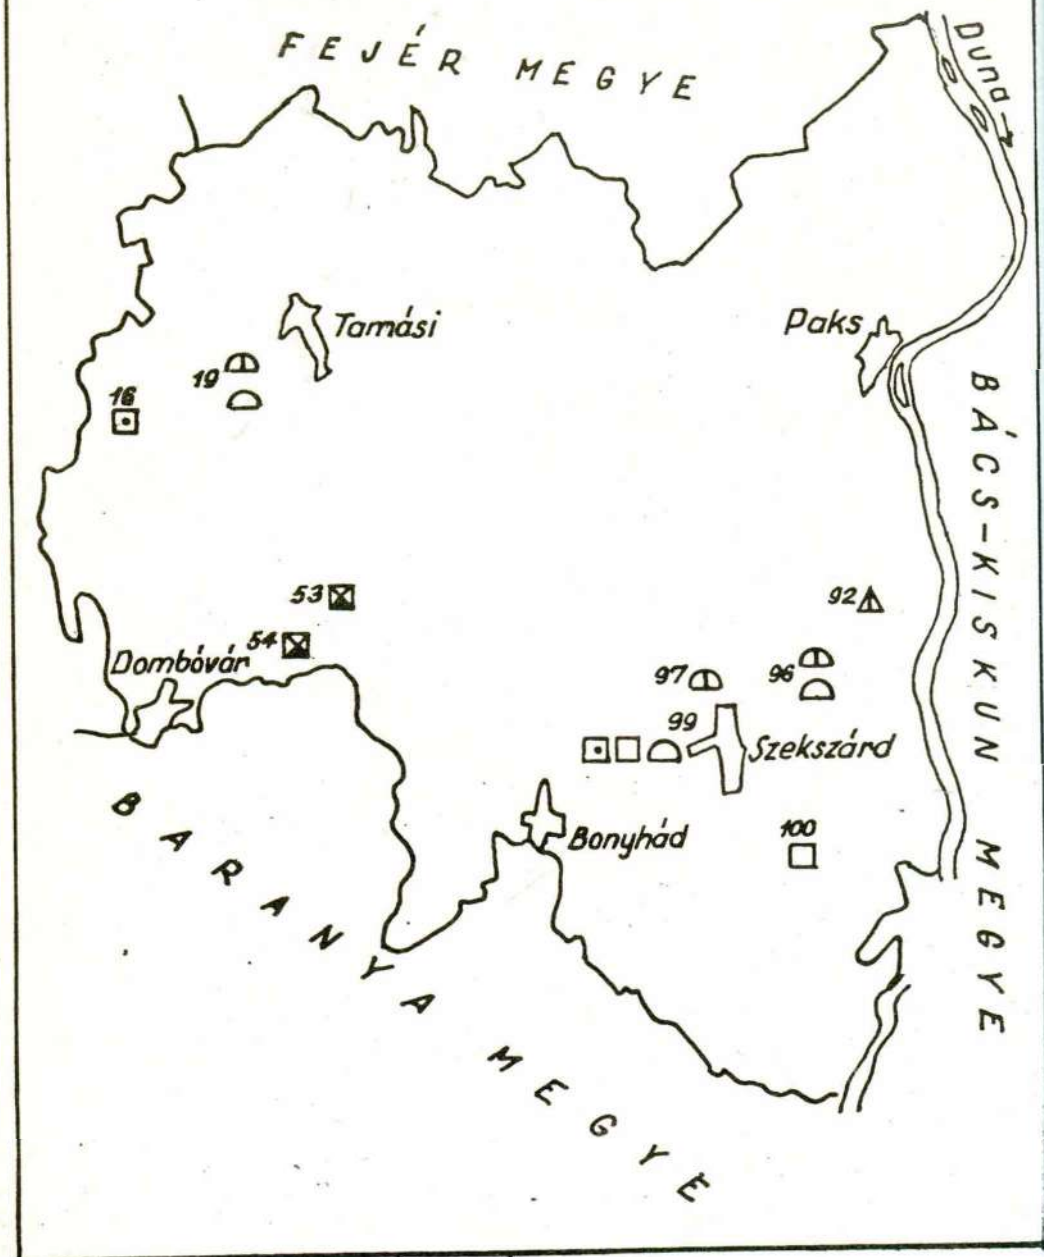 FEJÉR MEGYE
Duna
Tamási
Paks
19
16
BÁCS-KISKUN MEGYE
53
92
54
Dombóvár
97
96
99
Szekszárd
Bonyhád
100
BARANYA MEGYE